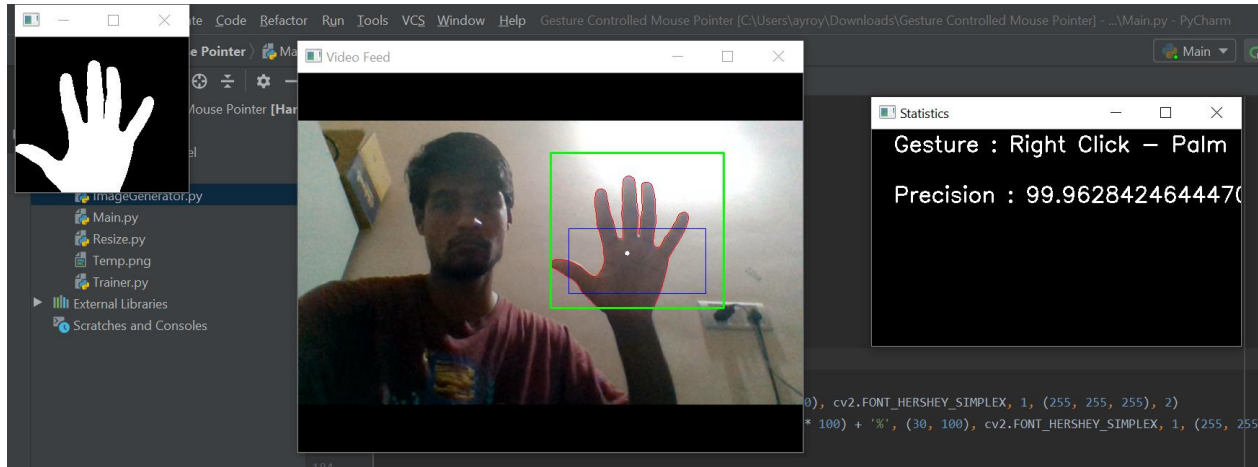 Code Refactor Run Tools VCS Window Help Gesture Controlled Mouse Pointer [C:\Users\ayroy\Downloads\Gesture Controlled Mouse Pointer] - ...\Main.py - PyCharm
Pointer
Main
Video Feed
Mouse Pointer [Har
Statistics
Gesture : Right Click – Palm
Precision : 99.9628424644470
ImageGenerator.py
Main.py
Resize.py
Temp.png
Trainer.py
External Libraries
Scratches and Consoles
0), cv2.FONT_HERSHEY_SIMPLEX, 1, (255, 255, 255), 2)
* 100) + '%', (30, 100), cv2.FONT_HERSHEY_SIMPLEX, 1, (255, 255